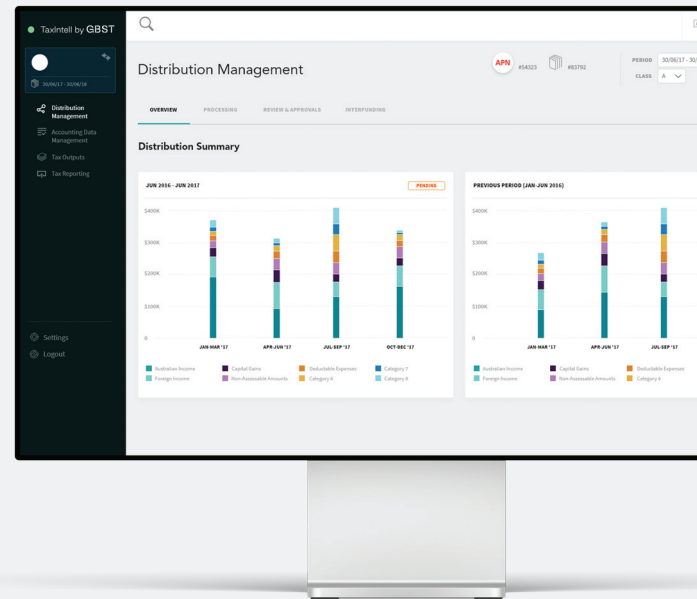 TaxIntell by GBST
30/06/17 - 30/06/18
Distribution
Management
Accounting Data
Management
Tax Outputs
Tax Reporting
Settings
Logout
Distribution Management
APN
#54323
#83792
PERIOD
30/06/17 - 30/
CLASS
A
OVERVIEW
PROCESSING
REVIEW & APPROVALS
INTERFUNDING
Distribution Summary
JUN 2016 - JUN 2017
PENDING
$400K
$300K
$200K
$100K
0
JAN-MAR '17
APR-JUN '17
JUL-SEP '17
OCT-DEC '17
Australian Income
Capital Gains
Deductable Expenses
Category 7
Foreign Income
Non-Assessable Amounts
Category 6
Category 8
PREVIOUS PERIOD (JAN-JUN 2016)
$400K
$300K
$200K
$100K
0
JAN-MAR '17
APR-JUN '17
JUL-SEP '17
Australian Income
Capital Gains
Deductable Expenses
Foreign Income
Non-Assessable Amounts
Category 6